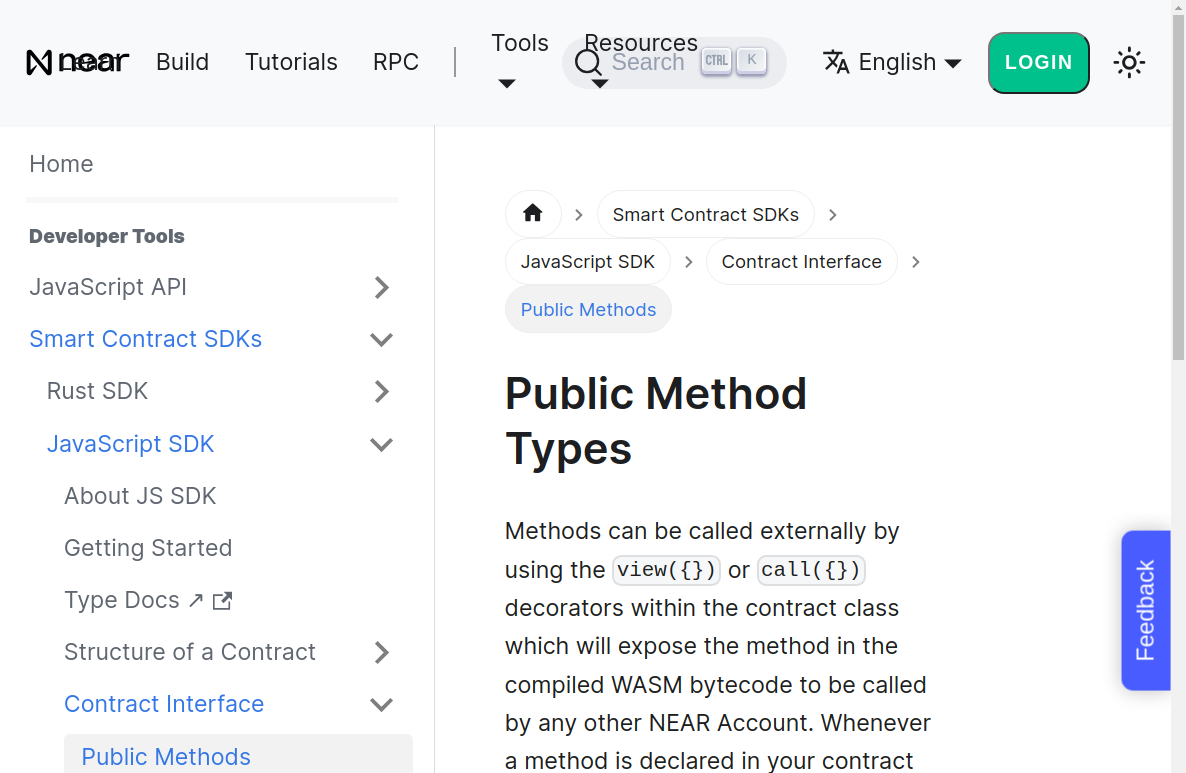 near
Learn
Build
Tutorials
RPC
Tools
Resources
Search
CTRL
K
English
LOGIN
Home
Developer Tools
JavaScript API
Smart Contract SDKs
Rust SDK
JavaScript SDK
About JS SDK
Getting Started
Type Docs ↗
Structure of a Contract
Contract Interface
Public Methods
Smart Contract SDKs
JavaScript SDK
Contract Interface
Public Methods
Public Method
Types
Methods can be called externally by
using the view({}) or call({})
decorators within the contract class
which will expose the method in the
compiled WASM bytecode to be called
by any other NEAR Account. Whenever
a method is declared in your contract
Feedback